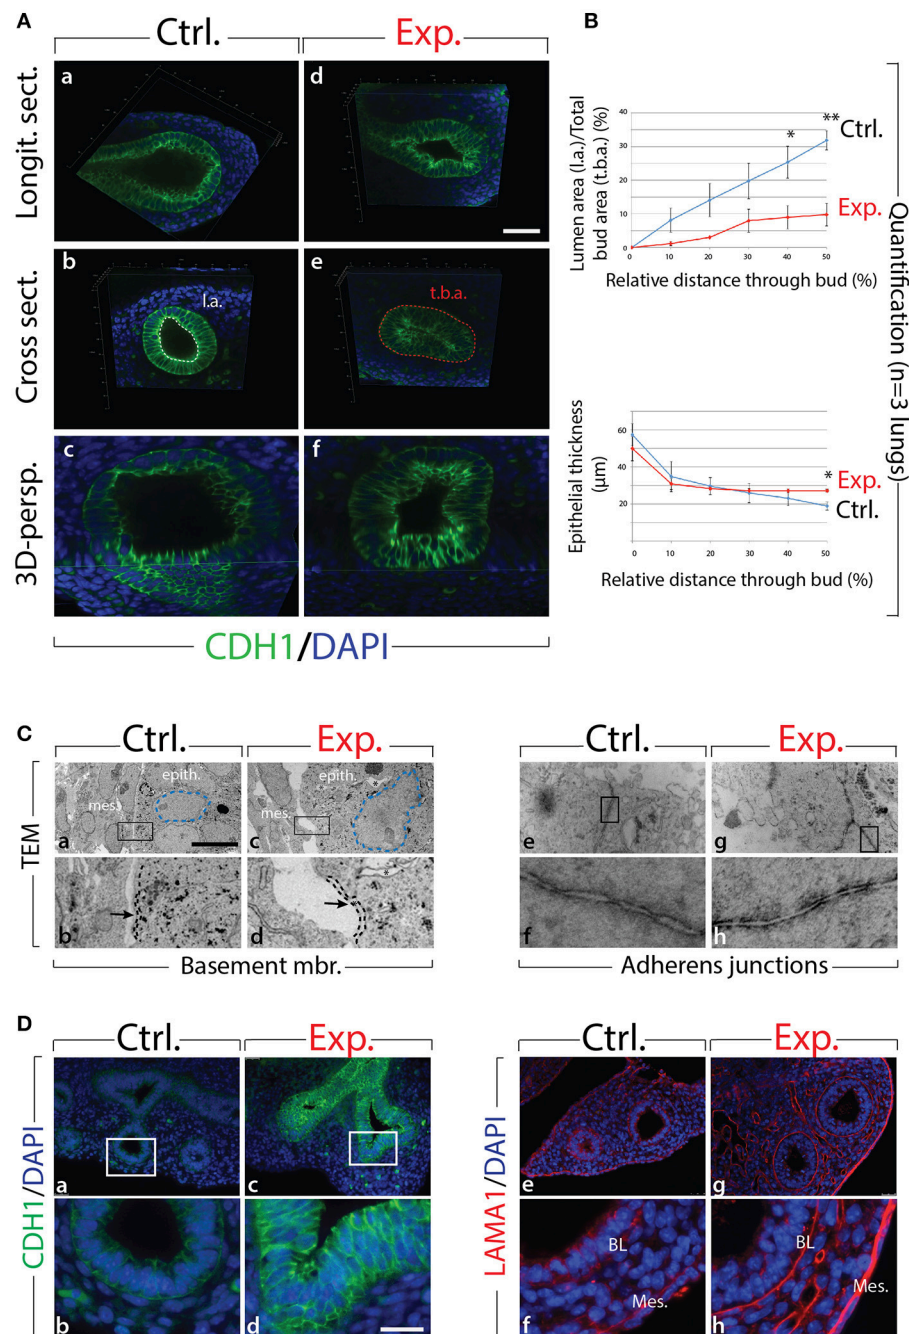 A
Ctrl.
Exp.
Longit. sect.
a
d
Cross sect.
b
l.a.
e
t.b.a.
3D-persp.
c
f
CDH1/DAPI
B
Lumen area (l.a.)/Total
bud area (t.b.a.) (%)
40
30
20
10
0
*
**
Ctrl.
Exp.
0 10 20 30 40 50
Relative distance through bud (%)
Epithelial thickness
(μm)
60
40
20
*
Exp.
Ctrl.
0 10 20 30 40 50
Relative distance through bud (%)
Quantification (n=3 lungs)
C
Ctrl.
Exp.
TEM
epith.
mes.
a
epith.
*
mes.
c
b
*
*
d
Basement mbr.
Ctrl.
Exp.
e
g
f
h
Adherens junctions
D
Ctrl.
Exp.
CDH1/DAPI
a
c
b
d
Ctrl.
Exp.
LAMA1/DAPI
e
g
BL
Mes.
f
BL
Mes.
h